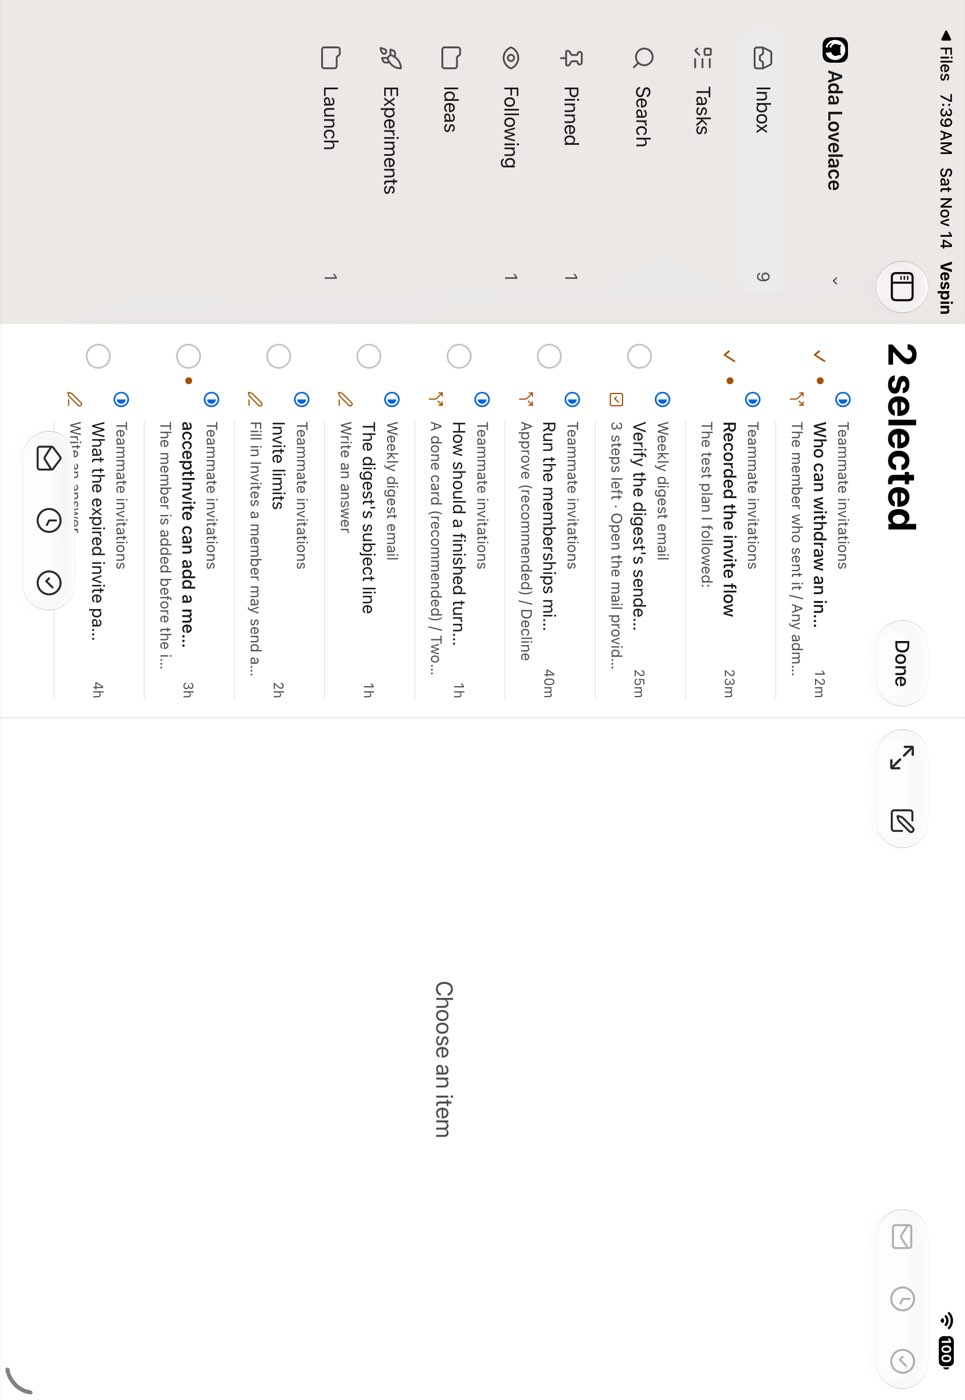 Files 7:39 AM Sat Nov 14 Vespin
100
2 selected
Done
Ada Lovelace
Inbox 9
Tasks
Search
Pinned 1
Following 1
Ideas
Experiments
Launch 1
Teammate invitations
Who can withdraw an in... 12m
The member who sent it / Any adm...
Teammate invitations
Recorded the invite flow 23m
The test plan I followed:
Weekly digest email
Verify the digest's sende... 25m
3 steps left · Open the mail provid...
Teammate invitations
Run the memberships mi... 40m
Approve (recommended) / Decline
Teammate invitations
How should a finished turn... 1h
A done card (recommended) / Two...
Weekly digest email
The digest's subject line 1h
Write an answer
Teammate invitations
Invite limits 2h
Fill in Invites a member may send a...
Teammate invitations
acceptInvite can add a me... 3h
The member is added before the i...
Teammate invitations
What the expired invite pa... 4h
Write an answer
Choose an item